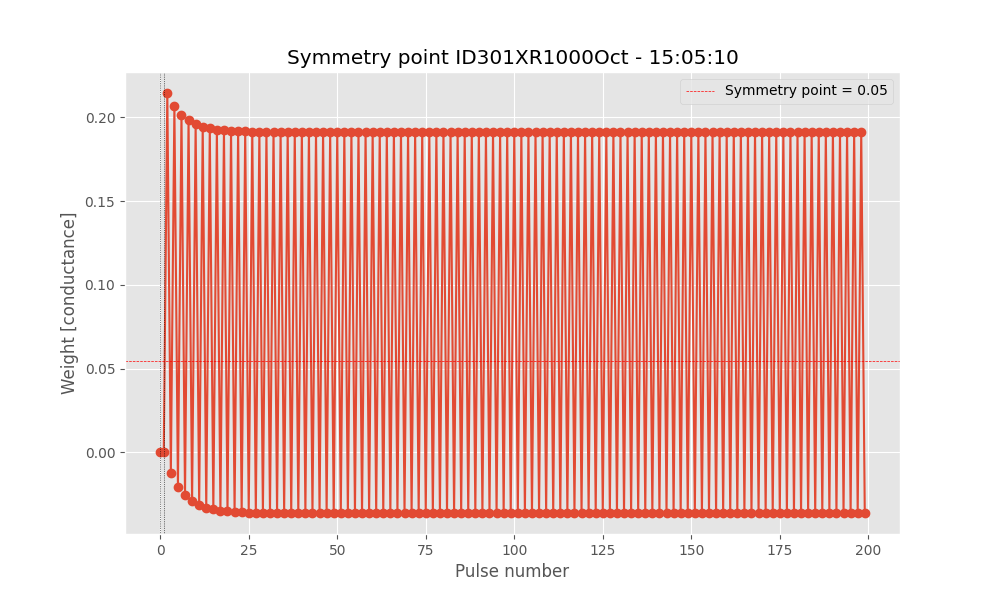 Symmetry point ID301XR1000Oct - 15:05:10
Symmetry point = 0.05
Weight [conductance]
0.20
0.15
0.10
0.05
0.00
0 25 50 75 100 125 150 175 200
Pulse number